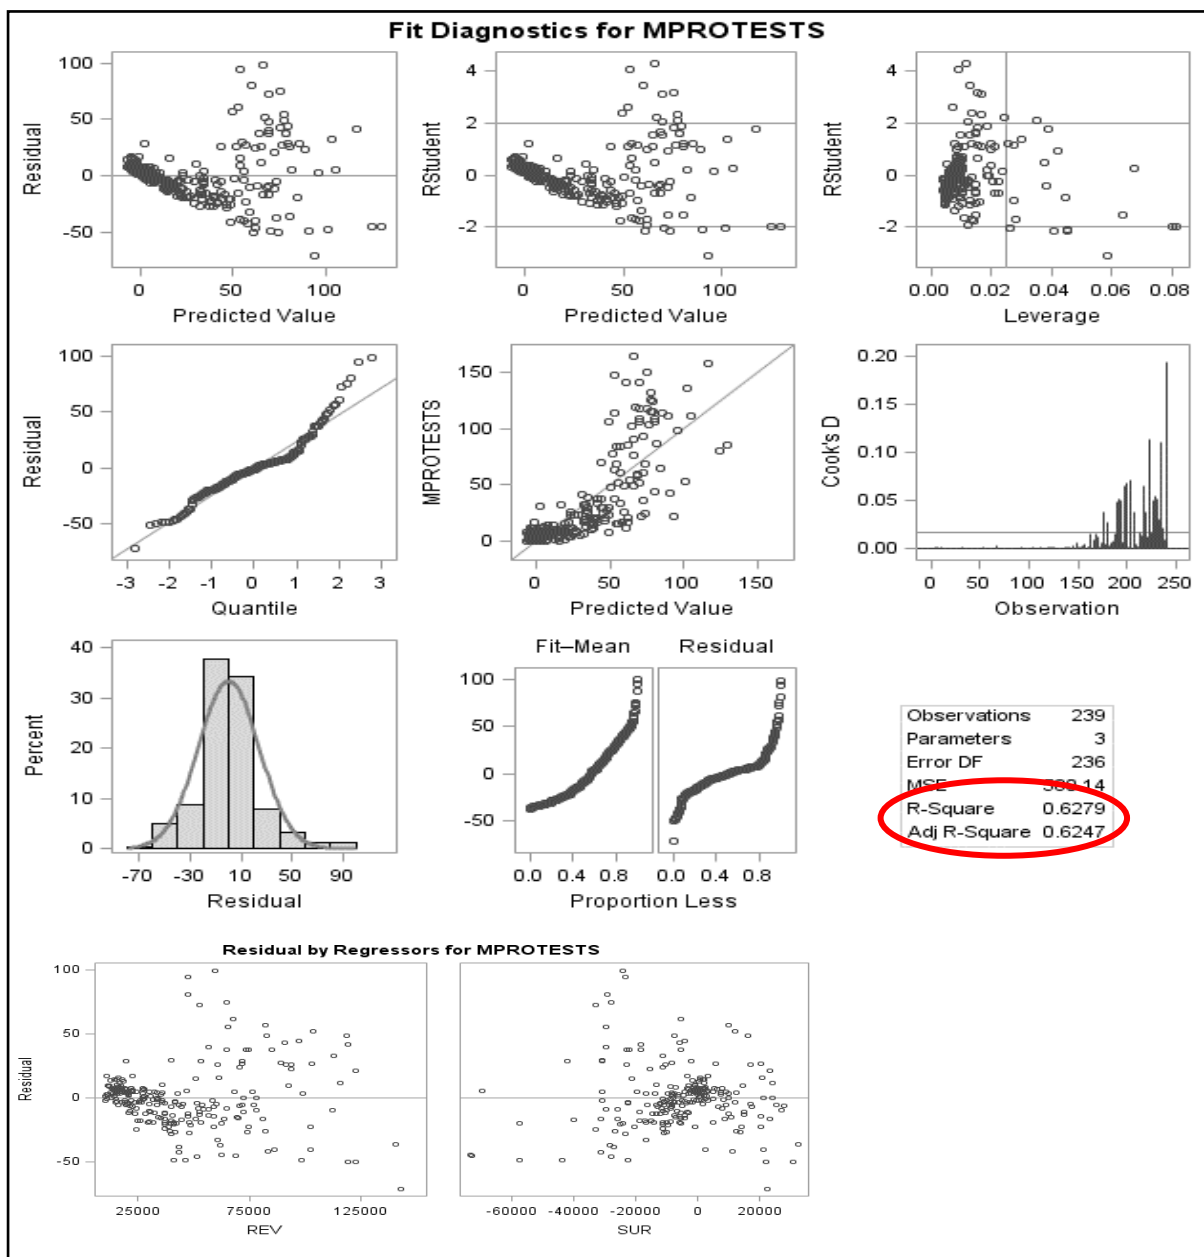 Fit Diagnostics for MPROTESTS
100
50
0
-50
Residual
0 50 100
Predicted Value
4
2
0
-2
RStudent
0 50 100
Predicted Value
4
2
0
-2
RStudent
0.00 0.02 0.04 0.06 0.08
Leverage
100
50
0
-50
Residual
-3 -2 -1 0 1 2 3
Quantile
150
100
50
0
MPROTESTS
0 50 100 150
Predicted Value
0.20
0.15
0.10
0.05
0.00
Cook's D
0 50 100 150 200 250
Observation
40
30
20
10
0
Percent
-70 -30 10 50 90
Residual
Fit–Mean Residual
100
50
0
-50
0.0 0.4 0.8 0.0 0.4 0.8
Proportion Less
Observations 239
Parameters 3
Error DF 236
MSE
R-Square 0.6279
Adj R-Square 0.6247
Residual by Regressors for MPROTESTS
100
50
0
-50
Residual
25000 75000 125000
REV
-60000 -40000 -20000 0 20000
SUR